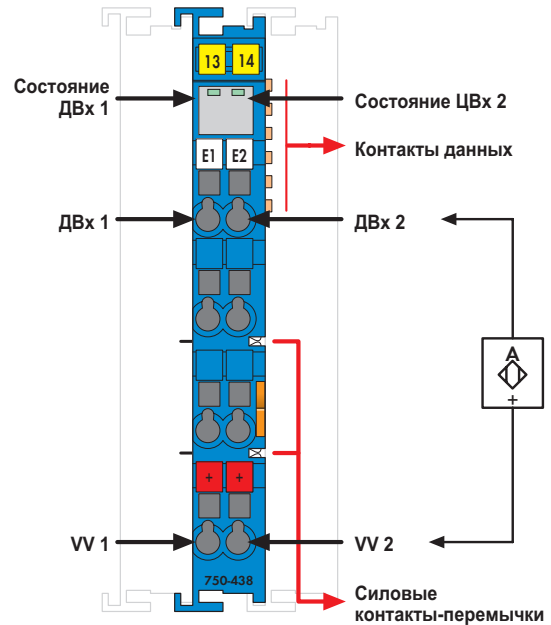 13 14
Состояние
ДВх 1
Состояние ЦВх 2
Контакты данных
E1 E2
ДВх 1
ДВх 2
A
+
+ +
VV 1
VV 2
750-438
Силовые
контакты-перемычки